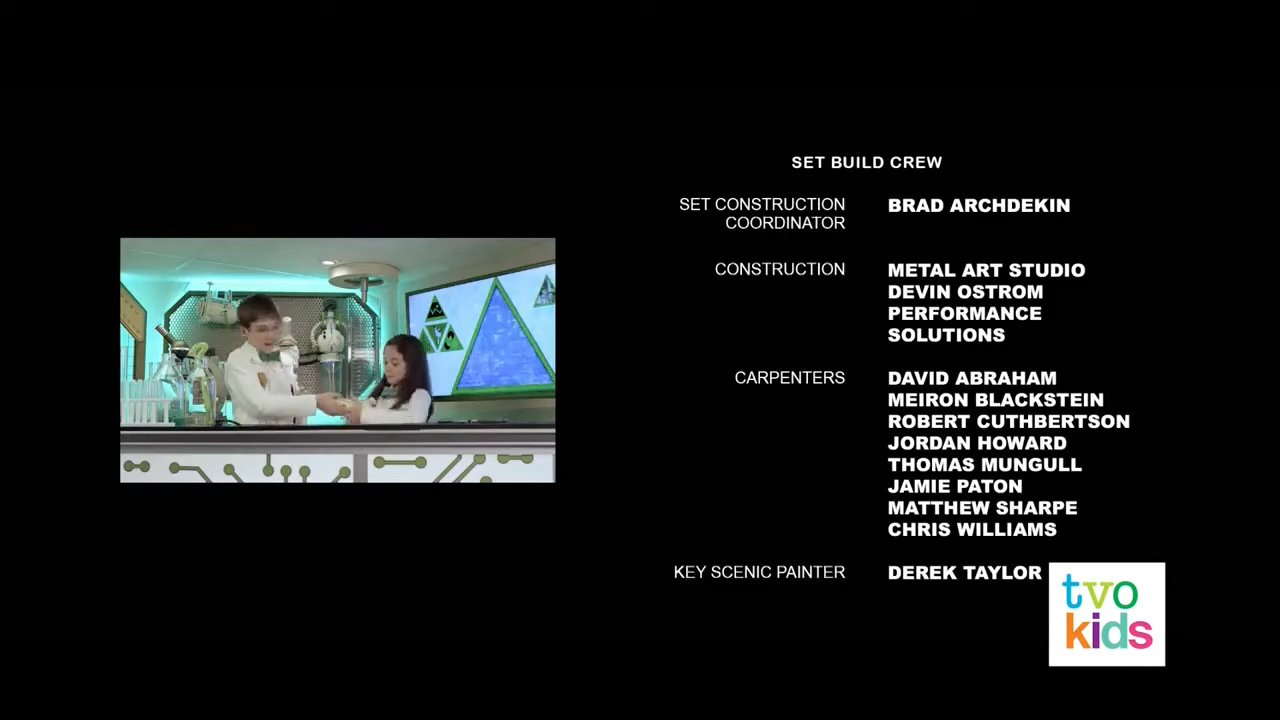 SET BUILD CREW
SET CONSTRUCTION
COORDINATOR
BRAD ARCHDEKIN
CONSTRUCTION
METAL ART STUDIO
DEVIN OSTROM
PERFORMANCE
SOLUTIONS
CARPENTERS
DAVID ABRAHAM
MEIRON BLACKSTEIN
ROBERT CUTHBERTSON
JORDAN HOWARD
THOMAS MUNGULL
JAMIE PATON
MATTHEW SHARPE
CHRIS WILLIAMS
KEY SCENIC PAINTER
DEREK TAYLOR
tvo
kids